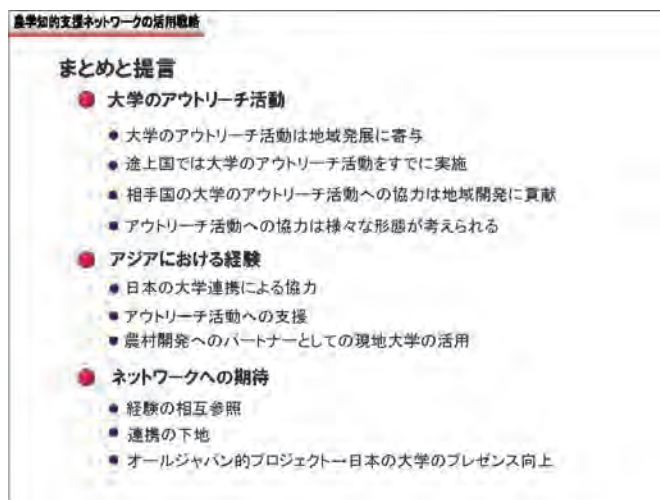 農学知的支援ネットワークの活用戦略
まとめと提言
大学のアウトリーチ活動
大学のアウトリーチ活動は地域発展に寄与
途上国では大学のアウトリーチ活動をすでに実施
相手国の大学のアウトリーチ活動への協力は地域開発に貢献
アウトリーチ活動への協力は様々な形態が考えられる
アジアにおける経験
日本の大学連携による協力
アウトリーチ活動への支援
農村開発へのパートナーとしての現地大学の活用
ネットワークへの期待
経験の相互参照
連携の下地
オールジャパン的プロジェクト→日本の大学のプレゼンス向上